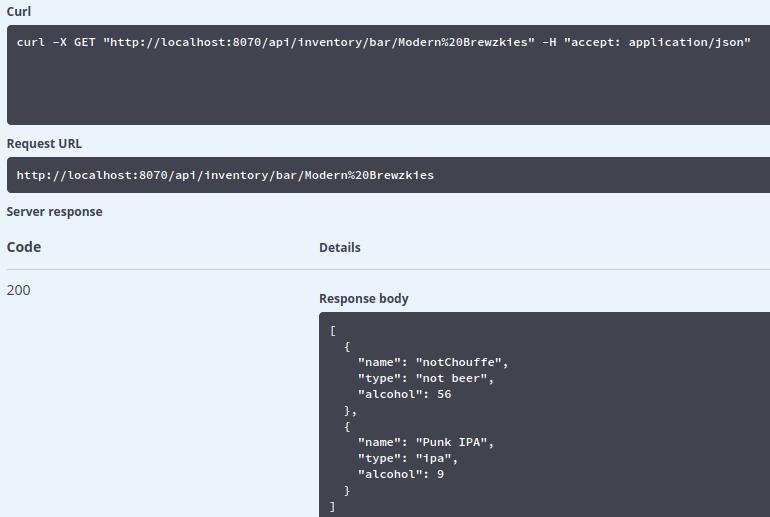 Curl
curl -X GET "http://localhost:8070/api/inventory/bar/Modern%20Brewzkies" -H "accept: application/json"
Request URL
http://localhost:8070/api/inventory/bar/Modern%20Brewzkies
Server response
Code Details
200
Response body
[
  {
    "name": "notChouffe",
    "type": "not beer",
    "alcohol": 56
  },
  {
    "name": "Punk IPA",
    "type": "ipa",
    "alcohol": 9
  }
]